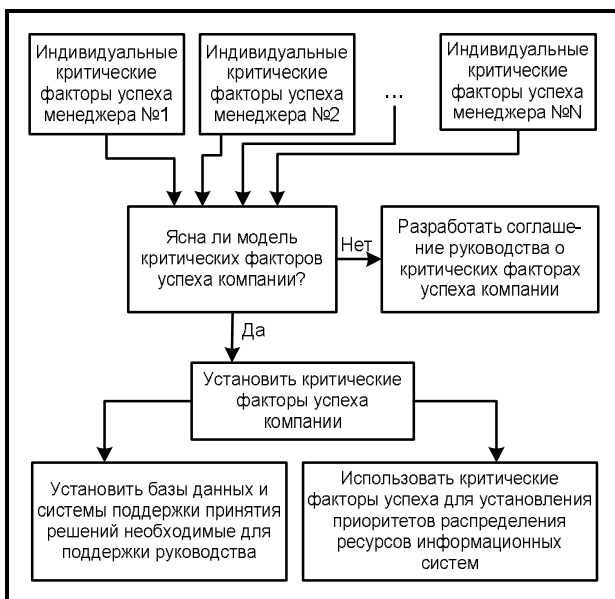 Индивидуальные
критические
факторы успеха
менеджера №1
Индивидуальные
критические
факторы успеха
менеджера №2
...
Индивидуальные
критические
факторы успеха
менеджера №N
Ясна ли модель
критических факторов
успеха компании?
Нет
Разработать соглаше-
ние руководства о
критических факторах
успеха компании
Да
Установить критические
факторы успеха
компании
Установить базы данных и
системы поддержки принятия
решений необходимые для
поддержки руководства
Использовать критические
факторы успеха для установления
приоритетов распределения
ресурсов информационных
систем